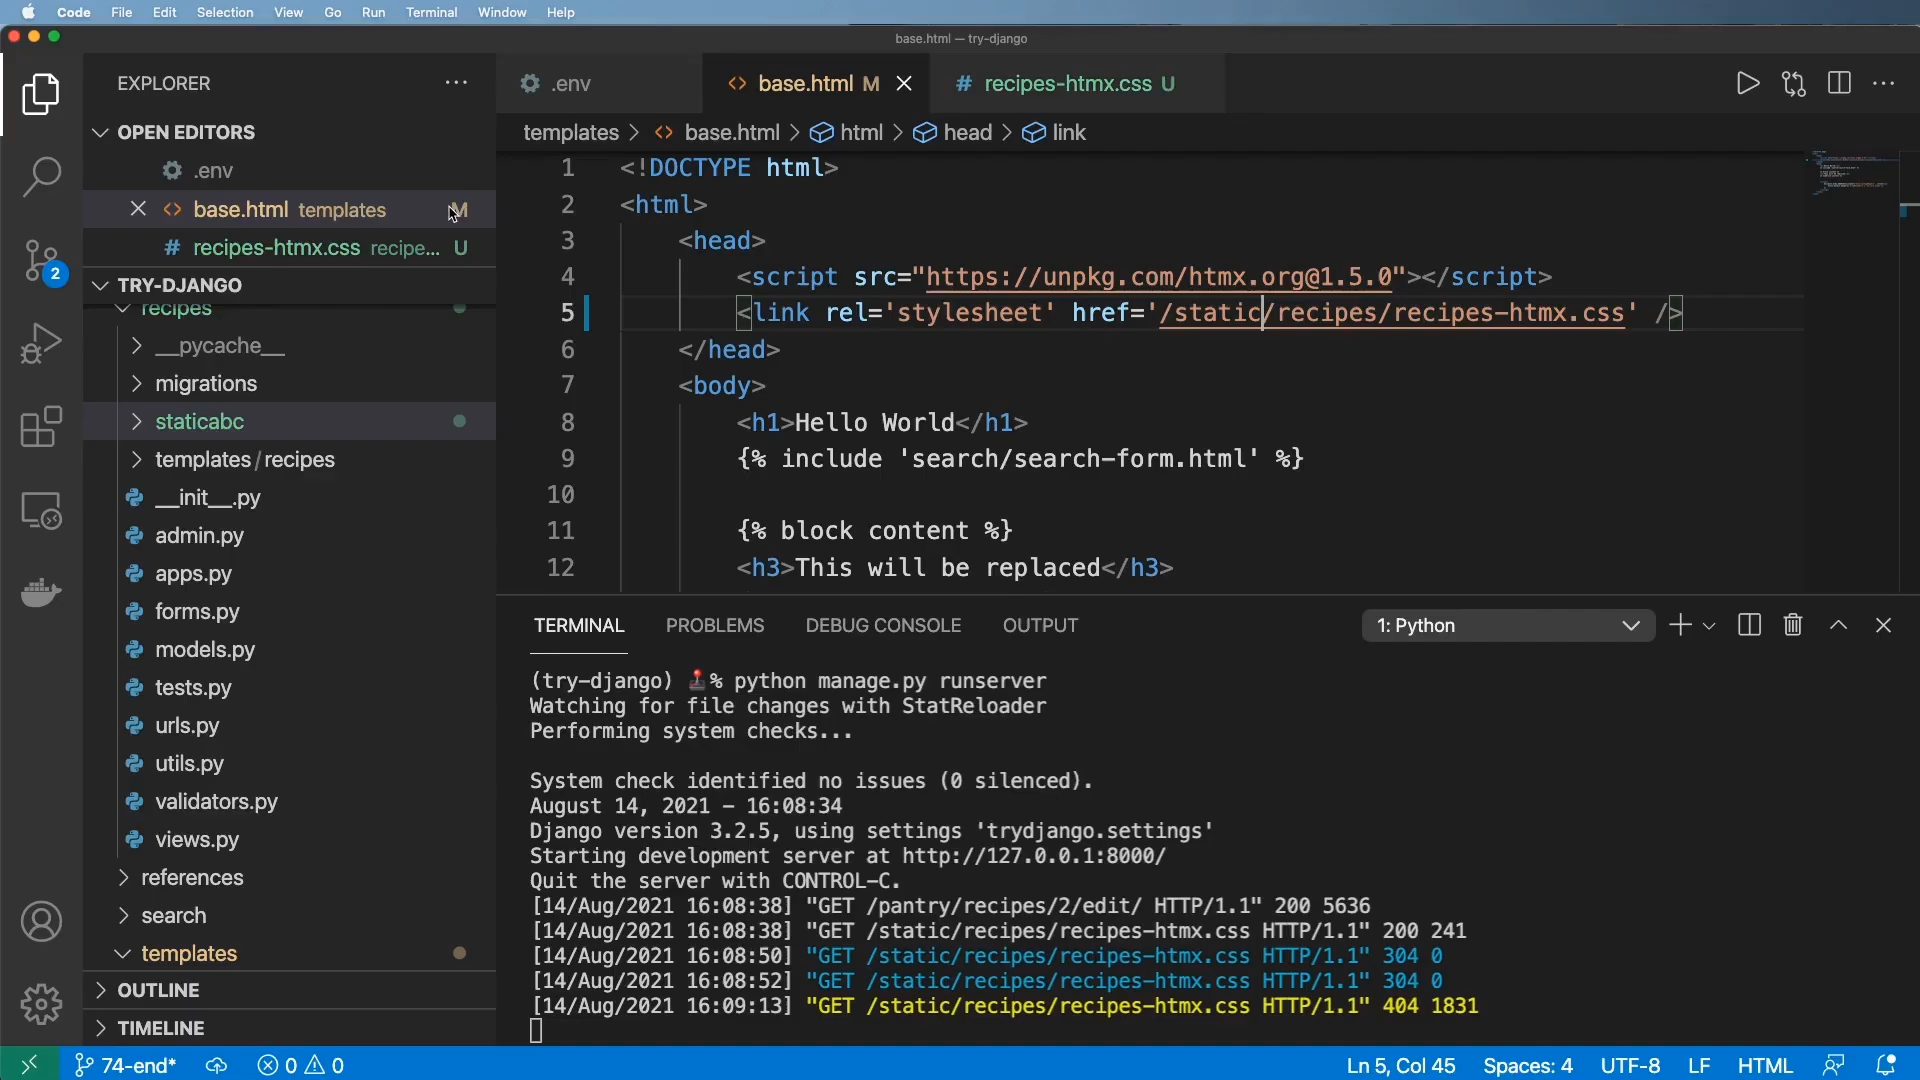 Code File Edit Selection View Go Run Terminal Window Help
base.html — try-django
EXPLORER
.env
base.html M
recipes-htmx.css U
OPEN EDITORS
.env
base.html templates M
recipes-htmx.css recipe... U
TRY-DJANGO
recipes
__pycache__
migrations
staticabc
templates/recipes
__init__.py
admin.py
apps.py
forms.py
models.py
tests.py
urls.py
utils.py
validators.py
views.py
references
search
templates
OUTLINE
TIMELINE
2
templates > base.html > html > head > link
1 <!DOCTYPE html>
2 <html>
3 <head>
4 <script src="https://unpkg.com/htmx.org@1.5.0"></script>
5 <link rel='stylesheet' href='/static/recipes/recipes-htmx.css' />
6 </head>
7 <body>
8 <h1>Hello World</h1>
9 {% include 'search/search-form.html' %}
10
11 {% block content %}
12 <h3>This will be replaced</h3>
TERMINAL PROBLEMS DEBUG CONSOLE OUTPUT 1: Python
(try-django) 🕹% python manage.py runserver
Watching for file changes with StatReloader
Performing system checks...
System check identified no issues (0 silenced).
August 14, 2021 - 16:08:34
Django version 3.2.5, using settings 'trydjango.settings'
Starting development server at http://127.0.0.1:8000/
Quit the server with CONTROL-C.
[14/Aug/2021 16:08:38] "GET /pantry/recipes/2/edit/ HTTP/1.1" 200 5636
[14/Aug/2021 16:08:38] "GET /static/recipes/recipes-htmx.css HTTP/1.1" 200 241
[14/Aug/2021 16:08:50] "GET /static/recipes/recipes-htmx.css HTTP/1.1" 304 0
[14/Aug/2021 16:08:52] "GET /static/recipes/recipes-htmx.css HTTP/1.1" 304 0
[14/Aug/2021 16:09:13] "GET /static/recipes/recipes-htmx.css HTTP/1.1" 404 1831
74-end* 0 0 Ln 5, Col 45 Spaces: 4 UTF-8 LF HTML